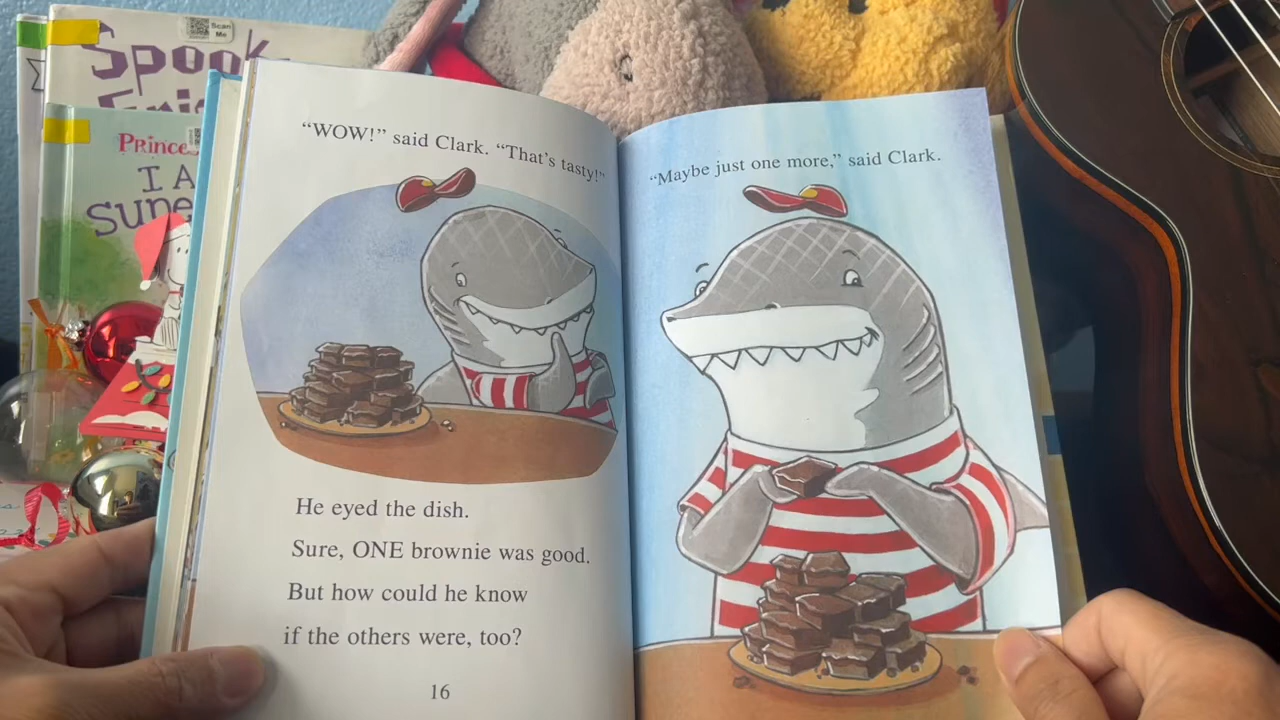 Scan
Me
Spook
Prince
I A
Supe
“WOW!” said Clark. “That’s tasty!”
He eyed the dish.
Sure, ONE brownie was good.
But how could he know
if the others were, too?
16
“Maybe just one more,” said Clark.